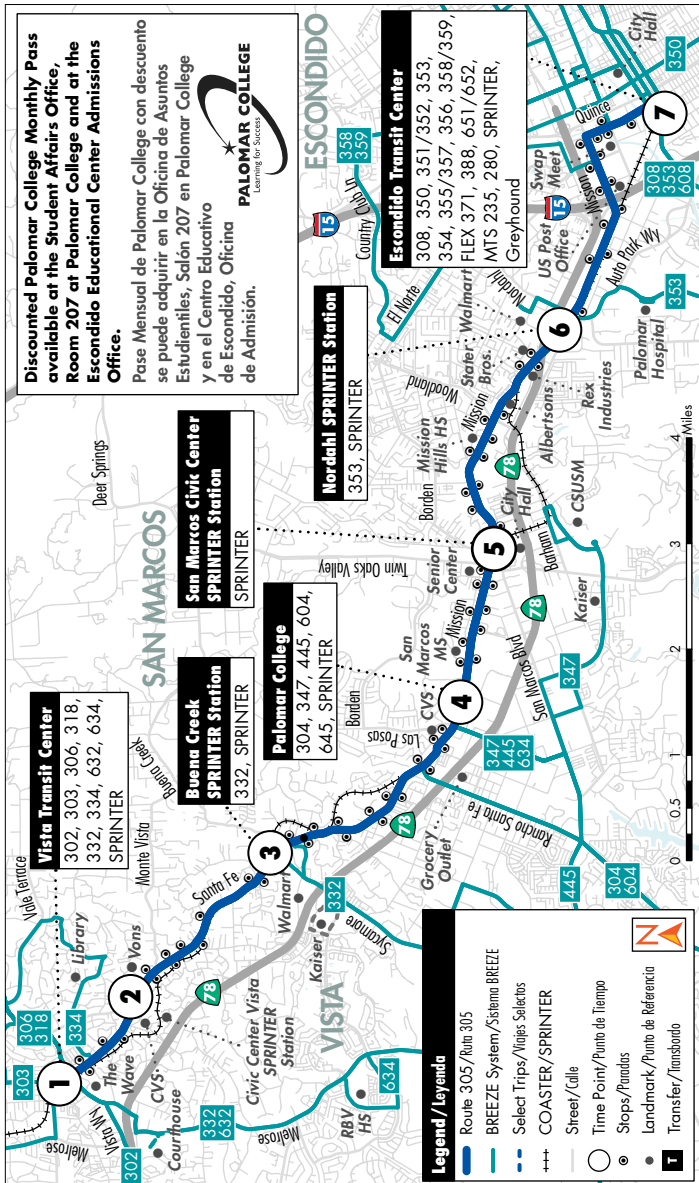 Discounted Palomar College Monthly Pass
available at the Student Affairs Office,
Room 207 at Palomar College and at the
Escondido Educational Center Admissions
Office.
Pase Mensual de Palomar College con descuento
se puede adquirir en la Oficina de Asuntos
Estudientiles, Salón 207 en Palomar College
y en el Centro Educativo
de Escondido, Oficina
de Admisión.
PALOMAR COLLEGE
Learning for Success
ESCONDIDO
SAN MARCOS
VISTA
Vista Transit Center
302, 303, 306, 318,
332, 334, 632, 634,
SPRINTER
Buena Creek
SPRINTER Station
332, SPRINTER
Palomar College
304, 347, 445, 604,
645, SPRINTER
San Marcos Civic Center
SPRINTER Station
SPRINTER
Nordahl SPRINTER Station
353, SPRINTER
Escondido Transit Center
308, 350, 351/352, 353,
354, 355/357, 356, 358/359,
FLEX 371, 388, 651/652,
MTS 235, 280, SPRINTER,
Greyhound
Vale Terrace
Library
306
318
334
303
1
The
Wave
Vista Wy
Melrose
302
Courthouse
CVS
2
Vons
Monte Vista
Buena Creek
Deer Springs
Civic Center Vista
SPRINTER
Station
78
332
632
Melrose
RBV
HS
634
Santa Fe
3
Walmart
Kaiser
332
Sycamore
78
Grocery
Outlet
Rancho Santa Fe
Las Posas
Borden
CVS
4
347
445
634
445
304
604
San
Marcos
MS
Mission
Senior
Center
Twin Oaks Valley
5
San Marcos Blvd
347
78
Kaiser
Barham
CSUSM
City
Hall
78
Borden
Mission
Hills HS
Mission
Woodland
Stater
Bros.
Walmart
Nordahl
Albertsons
Rex
Industries
6
El Norte
Country Club Ln
358
359
15
US Post
Office
15
Swap
Meet
Mission
Quince
City
Hall
350
7
308
353
608
Auto Park Wy
353
Palomar
Hospital
0
0.5
1
2
3
4 Miles
Legend/Leyenda
Route 305/Ruta 305
BREEZE System/Sistema BREEZE
Select Trips/Viajes Selectos
COASTER/SPRINTER
Street/Calle
Time Point/Punto de Tiempo
Stops/Paradas
Landmark/Punto de Referencia
T
Transfer/Transbordo
N